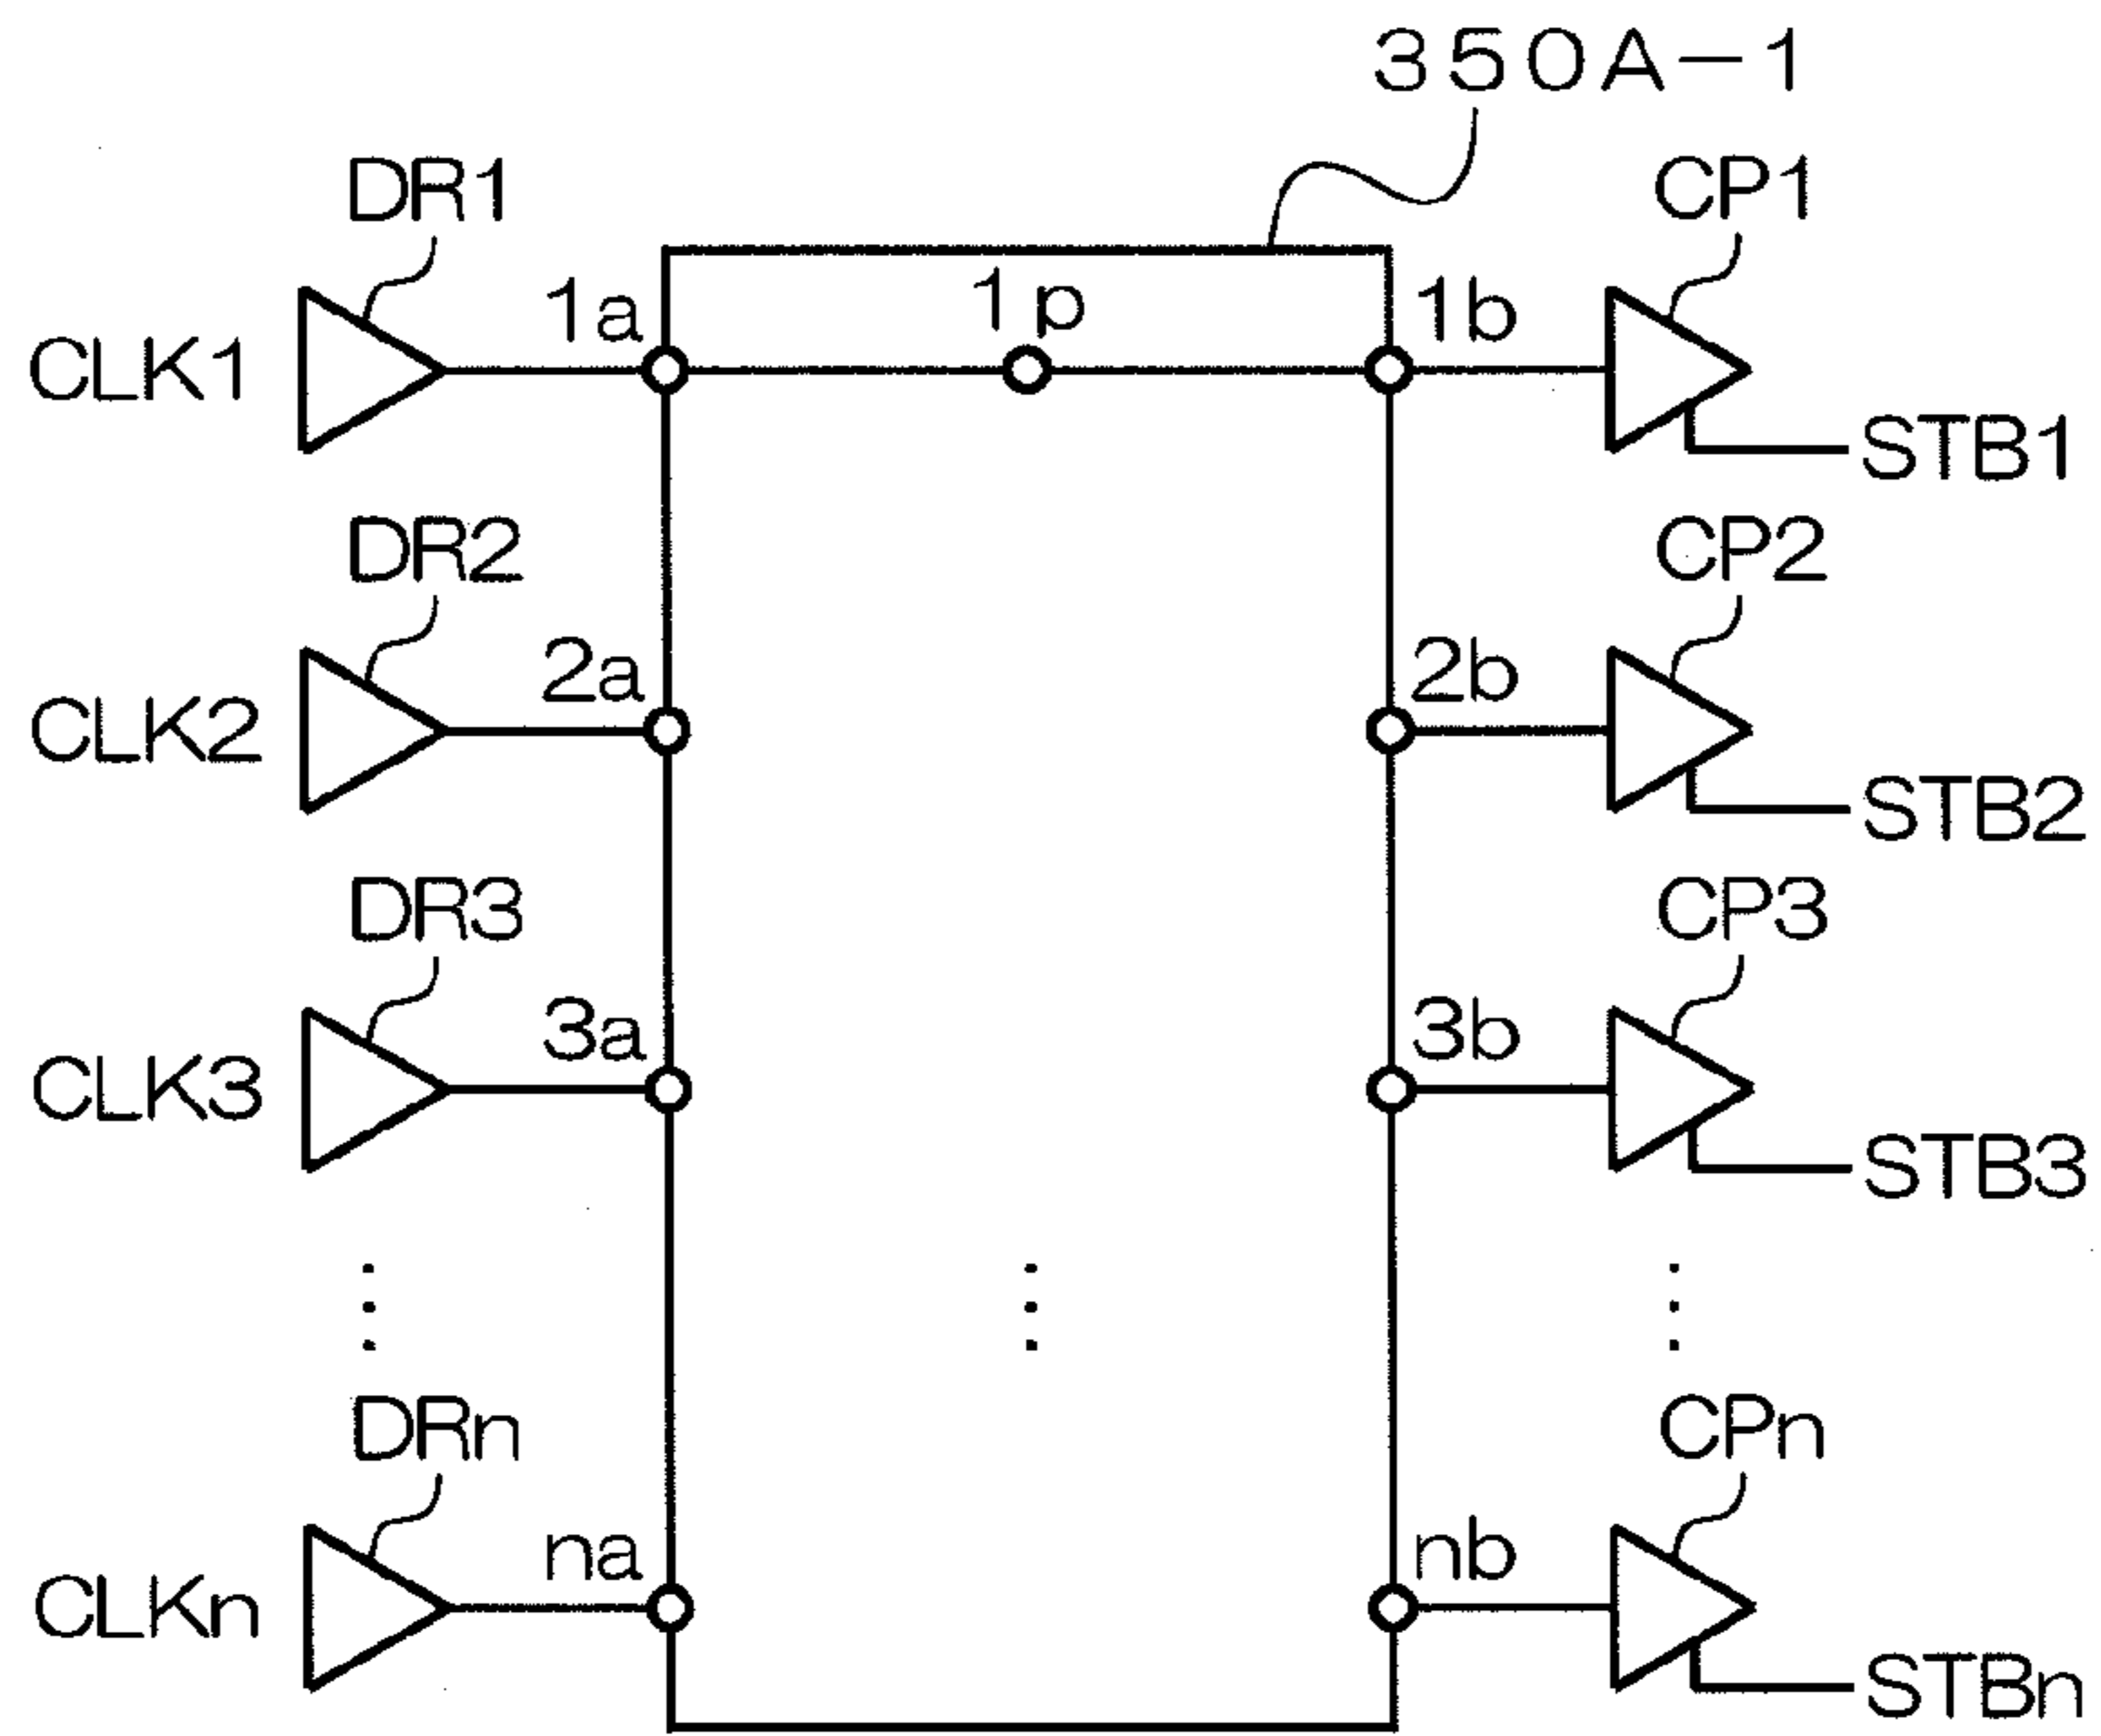 350A-1
DR1
CP1
1a
1p
1b
CLK1
STB1
DR2
CP2
2a
2b
CLK2
STB2
DR3
CP3
3a
3b
CLK3
STB3
DRn
CPn
na
nb
CLKn
STBn